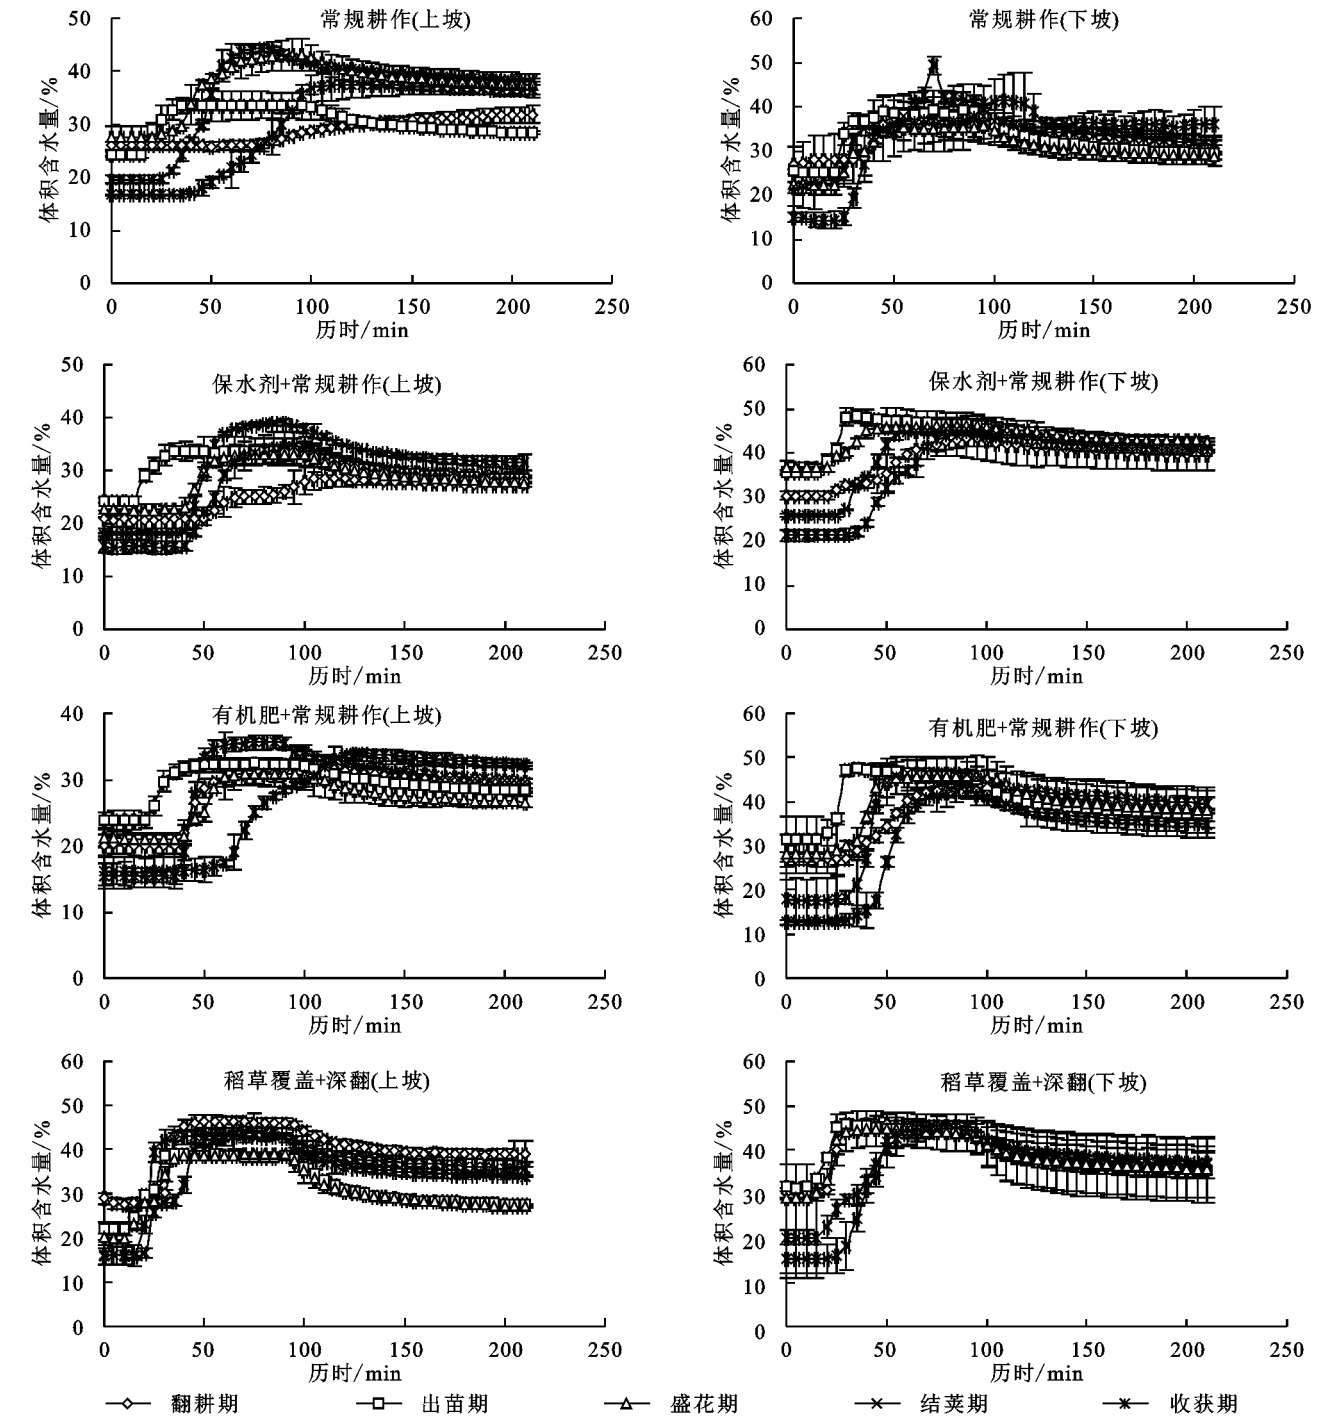 常规耕作(上坡)
体积含水量/%
50
40
30
20
10
0
0 50 100 150 200 250
历时/min
常规耕作(下坡)
体积含水量/%
60
50
40
30
20
10
0
0 50 100 150 200 250
历时/min
保水剂+常规耕作(上坡)
体积含水量/%
50
40
30
20
10
0
0 50 100 150 200 250
历时/min
保水剂+常规耕作(下坡)
体积含水量/%
60
50
40
30
20
10
0
0 50 100 150 200 250
历时/min
有机肥+常规耕作(上坡)
体积含水量/%
40
30
20
10
0
0 50 100 150 200 250
历时/min
有机肥+常规耕作(下坡)
体积含水量/%
60
50
40
30
20
10
0
0 50 100 150 200 250
历时/min
稻草覆盖+深翻(上坡)
体积含水量/%
60
50
40
30
20
10
0
0 50 100 150 200 250
历时/min
稻草覆盖+深翻(下坡)
体积含水量/%
60
50
40
30
20
10
0
0 50 100 150 200 250
历时/min
翻耕期 出苗期 盛花期 结荚期 收获期